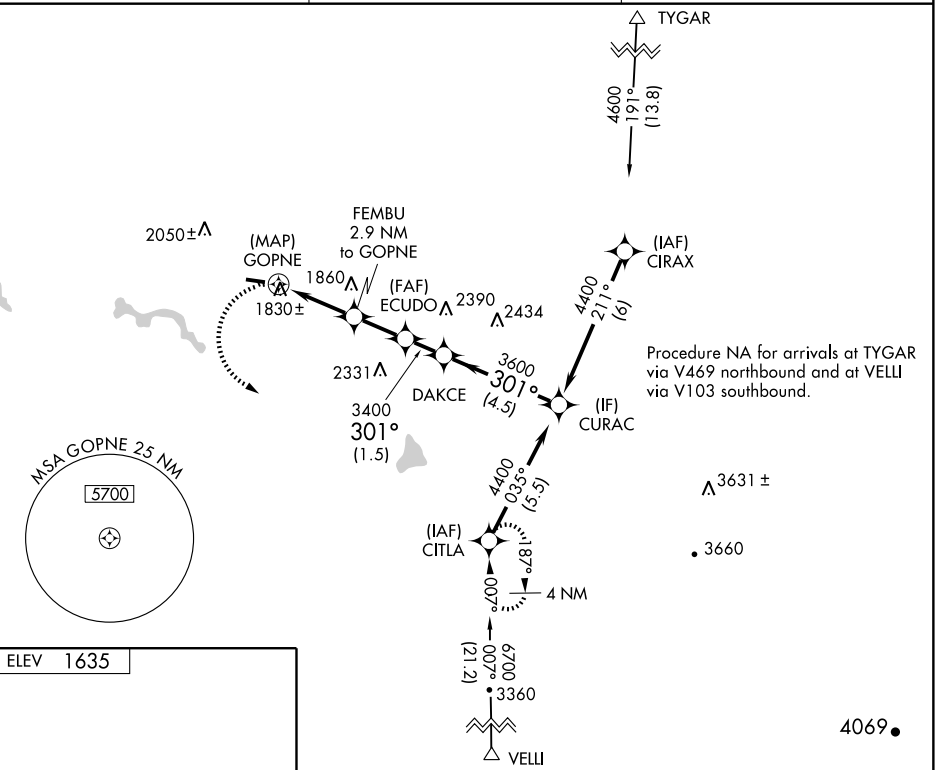 TYGAR
4600
191°
(13.8)
2050±
(MAP)
GOPNE
FEMBU
2.9 NM
to GOPNE
1860
1830±
(FAF)
ECUDO
2390
2434
(IAF)
CIRAX
4400
211°
(6)
Procedure NA for arrivals at TYGAR
via V469 northbound and at VELLI
via V103 southbound.
2331
DAKCE
3600
301°
(4.5)
(IF)
CURAC
3400
301°
(1.5)
MSA GOPNE 25 NM
5700
4400
035°
(5.5)
3631 ±
3660
(IAF)
CITLA
187°
4 NM
007°
6700
007°
(21.2)
3360
VELLI
ELEV 1635
4069